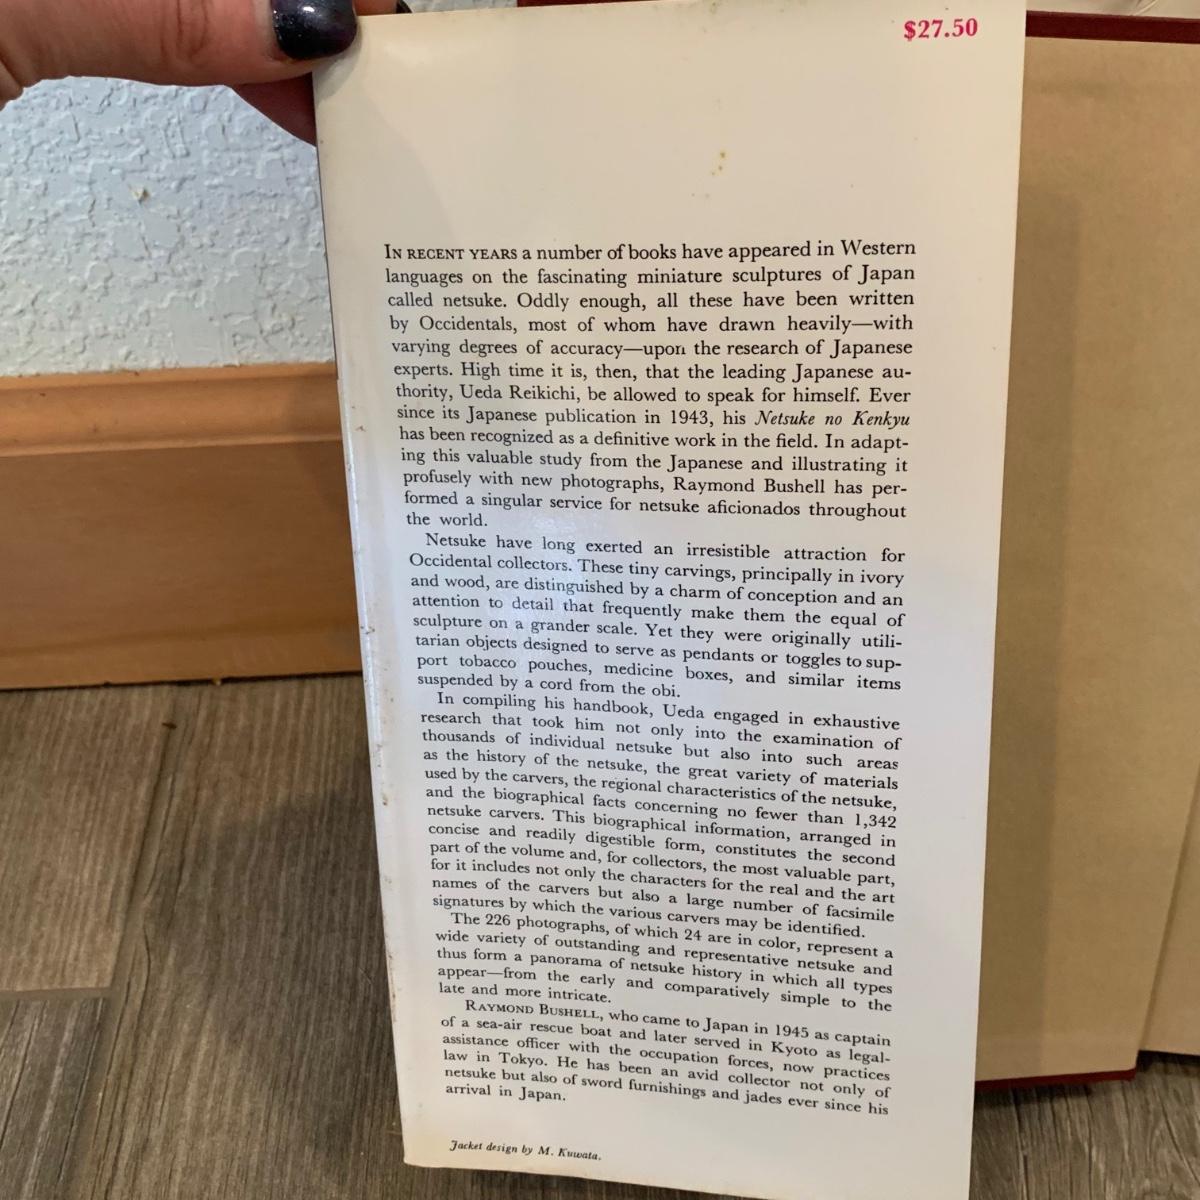 $27.50
IN RECENT YEARS a number of books have appeared in Western
languages on the fascinating miniature sculptures of Japan
called netsuke. Oddly enough, all these have been written
by Occidentals, most of whom have drawn heavily—with
varying degrees of accuracy—upon the research of Japanese
experts. High time it is, then, that the leading Japanese au-
thority, Ueda Reikichi, be allowed to speak for himself. Ever
since its Japanese publication in 1943, his Netsuke no Kenkyu
has been recognized as a definitive work in the field. In adapt-
ing this valuable study from the Japanese and illustrating it
profusely with new photographs, Raymond Bushell has per-
formed a singular service for netsuke aficionados throughout
the world.
Netsuke have long exerted an irresistible attraction for
Occidental collectors. These tiny carvings, principally in ivory
and wood, are distinguished by a charm of conception and an
attention to detail that frequently make them the equal of
sculpture on a grander scale. Yet they were originally utili-
tarian objects designed to serve as pendants or toggles to sup-
port tobacco pouches, medicine boxes, and similar items
suspended by a cord from the obi.
In compiling his handbook, Ueda engaged in exhaustive
research that took him not only into the examination of
thousands of individual netsuke but also into such areas
as the history of the netsuke, the great variety of materials
used by the carvers, the regional characteristics of the netsuke,
and the biographical facts concerning no fewer than 1,342
netsuke carvers. This biographical information, arranged in
concise and readily digestible form, constitutes the second
part of the volume and, for collectors, the most valuable part,
for it includes not only the characters for the real and the art
names of the carvers but also a large number of facsimile
signatures by which the various carvers may be identified.
The 226 photographs, of which 24 are in color, represent a
wide variety of outstanding and representative netsuke and
thus form a panorama of netsuke history in which all types
appear—from the early and comparatively simple to the
late and more intricate.
RAYMOND BUSHELL, who came to Japan in 1945 as captain
of a sea-air rescue boat and later served in Kyoto as legal-
assistance officer with the occupation forces, now practices
law in Tokyo. He has been an avid collector not only of
netsuke but also of sword furnishings and jades ever since his
arrival in Japan.
Jacket design by M. Kuwata.